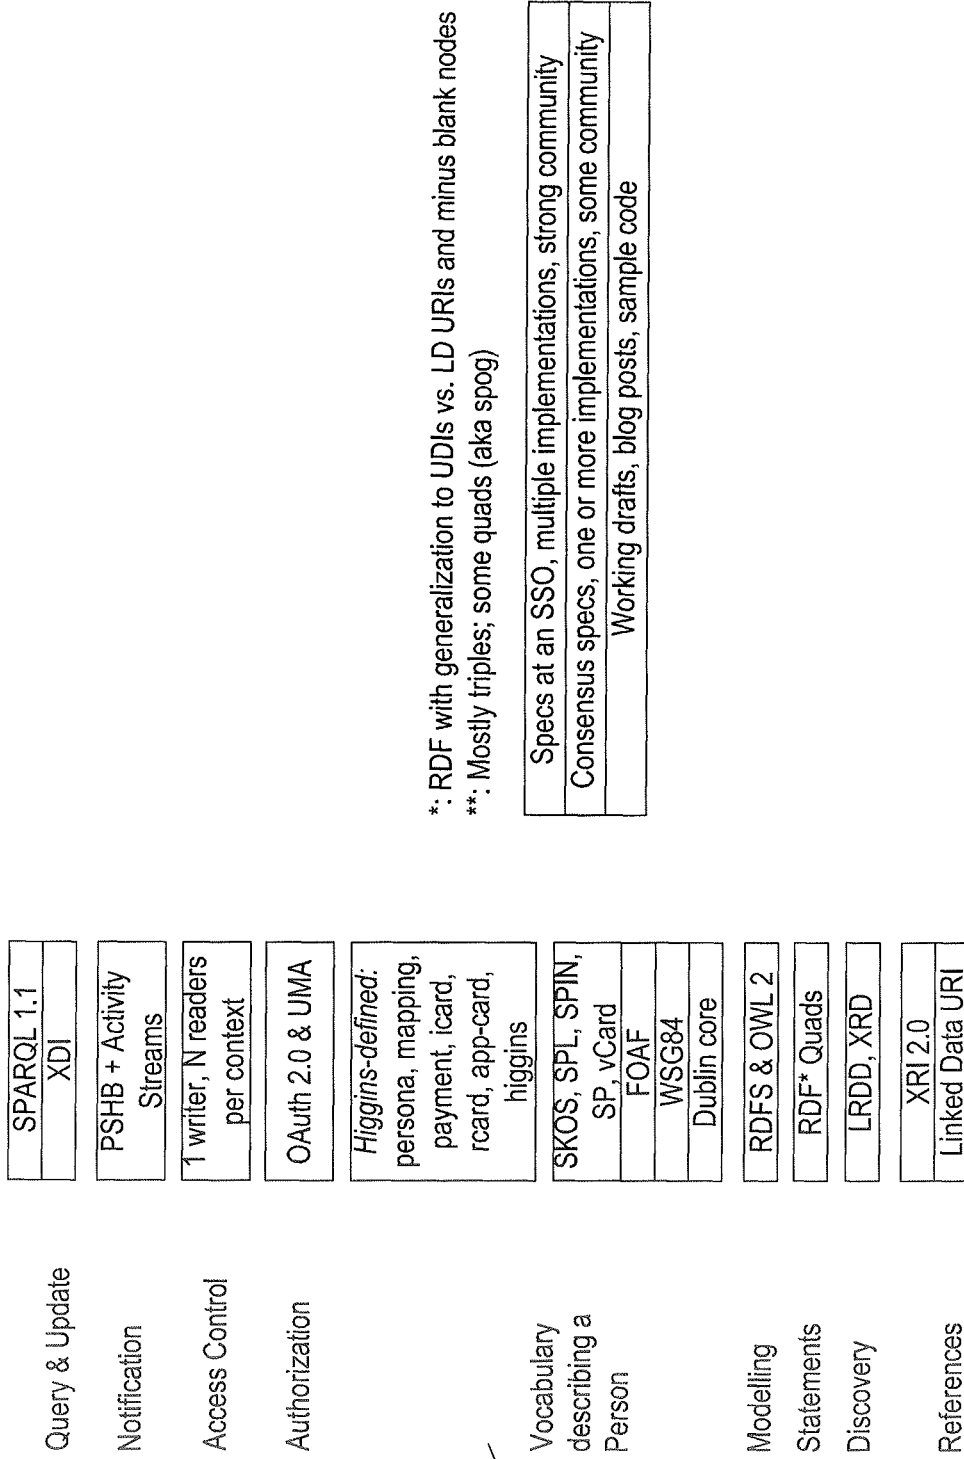 Query & Update
SPARQL 1.1
XDI
Notification
PSHB + Activity
Streams
Access Control
1 writer, N readers
per context
Authorization
OAuth 2.0 & UMA
Higgins-defined:
persona, mapping,
payment, icard,
rcard, app-card,
higgins
Vocabulary
describing a
Person
SKOS, SPL, SPIN,
SP, vCard
FOAF
WSG84
Dublin core
Modelling
RDFS & OWL 2
Statements
RDF* Quads
Discovery
LRDD, XRD
References
XRI 2.0
Linked Data URI
*: RDF with generalization to UDIs vs. LD URIs and minus blank nodes
**: Mostly triples; some quads (aka spog)
Specs at an SSO, multiple implementations, strong community
Consensus specs, one or more implementations, some community
Working drafts, blog posts, sample code